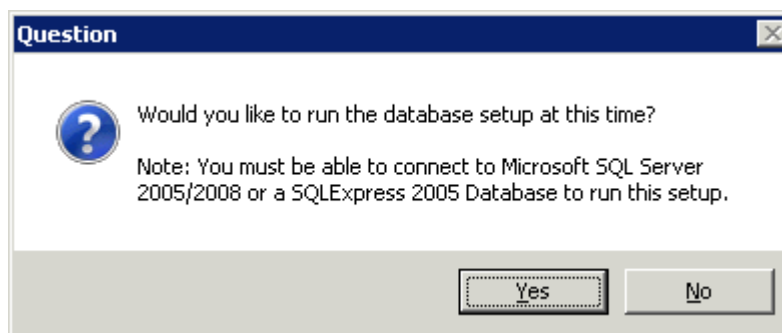 Question
Would you like to run the database setup at this time?
Note: You must be able to connect to Microsoft SQL Server
2005/2008 or a SQLExpress 2005 Database to run this setup.
Yes
No